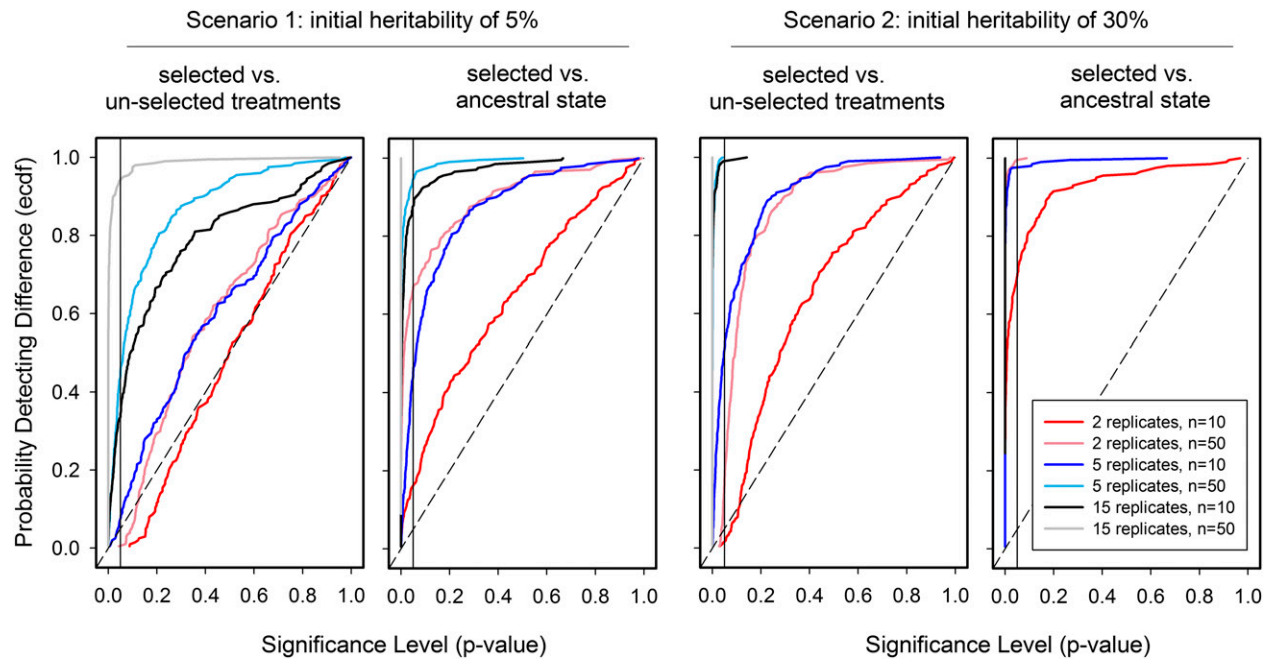 Scenario 1: initial heritability of 5%
Scenario 2: initial heritability of 30%
selected vs.
un-selected treatments
selected vs.
ancestral state
selected vs.
un-selected treatments
selected vs.
ancestral state
Probability Detecting Difference (ecdf)
1.0
0.8
0.6
0.4
0.2
0.0
0.0 0.2 0.4 0.6 0.8 1.0
0.0 0.2 0.4 0.6 0.8 1.0
0.0 0.2 0.4 0.6 0.8 1.0
0.0 0.2 0.4 0.6 0.8 1.0
2 replicates, n=10
2 replicates, n=50
5 replicates, n=10
5 replicates, n=50
15 replicates, n=10
15 replicates, n=50
Significance Level (p-value)
Significance Level (p-value)